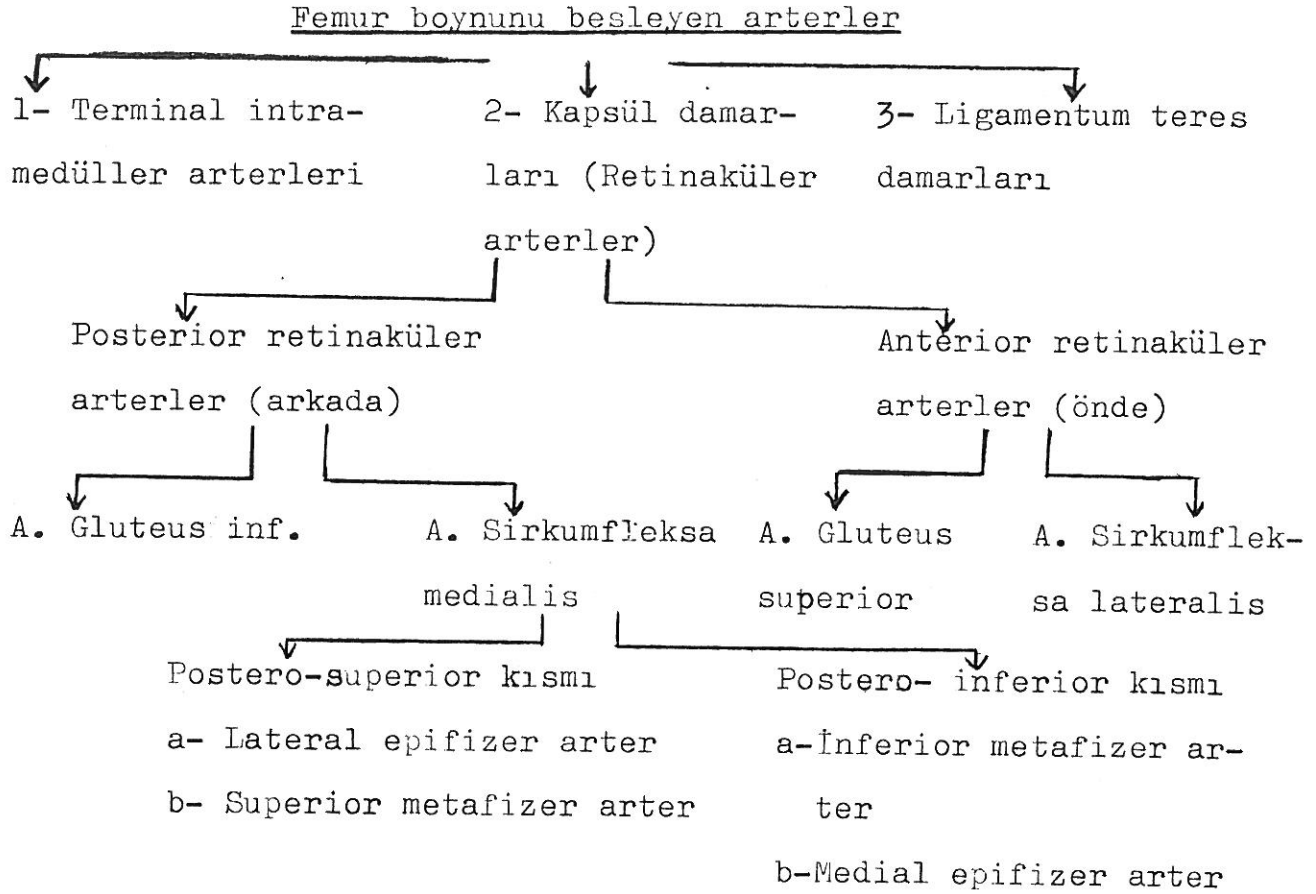 Femur boynunu besleyen arterler
1- Terminal intra-
medüller arterleri
2- Kapsül damar-
ları (Retinaküler
arterler)
3- Ligamentum teres
damarları
Posterior retinaküler
arterler (arkada)
Anterior retinaküler
arterler (önde)
A. Gluteus inf.
A. Sirkumfleksa
medialis
A. Gluteus
superior
A. Sirkumflek-
sa lateralis
Postero-superior kısmı
a- Lateral epifizer arter
b- Superior metafizer arter
Postero- inferior kısmı
a-İnferior metafizer ar-
ter
b-Medial epifizer arter